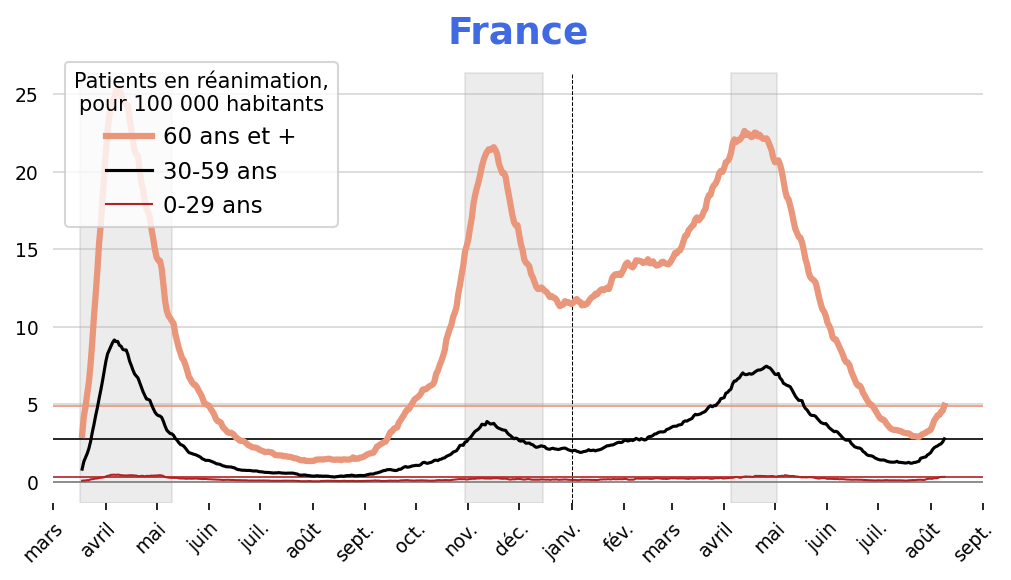 France
Patients en réanimation,
pour 100 000 habitants
60 ans et +
30-59 ans
0-29 ans
25
20
15
10
5
0
mars avril mai juin juil. août sept. oct. nov. déc. janv. fév. mars avril mai juin juil. août sept.